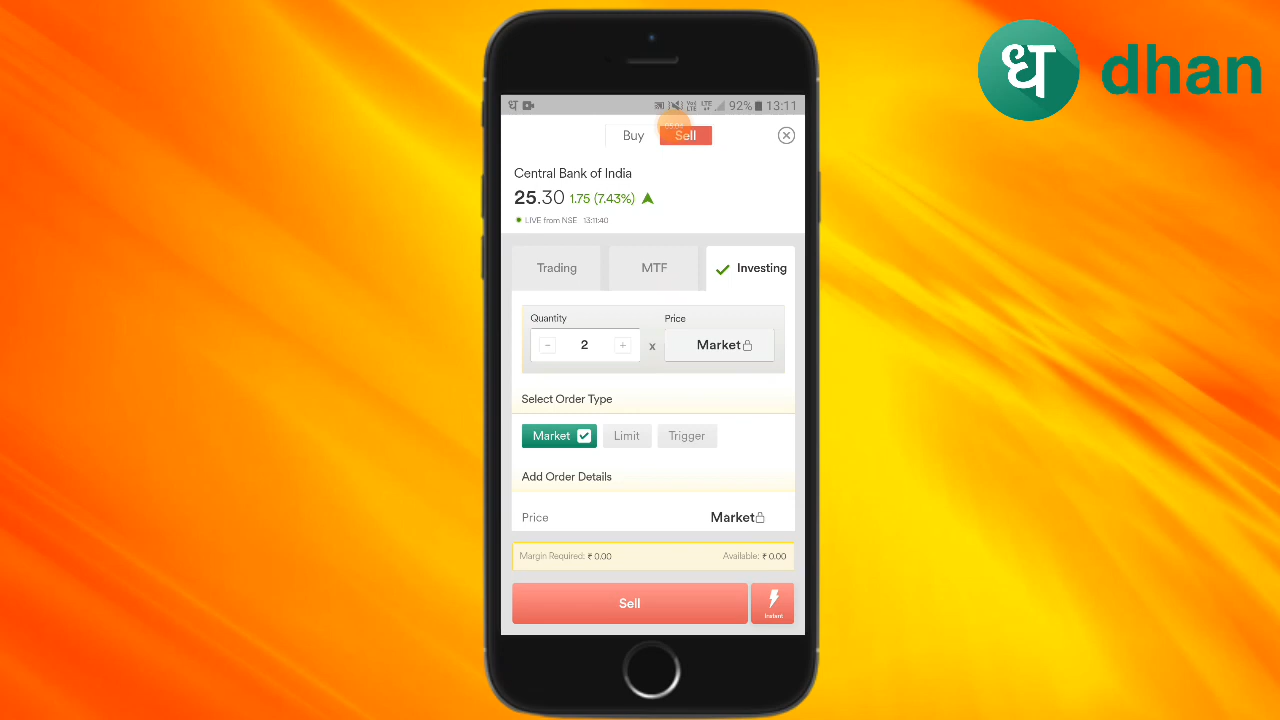 ध dhan
ध 92% 13:11
Buy Sell
Central Bank of India
25.30 1.75 (7.43%)
LIVE from NSE 13:11:40
Trading MTF Investing
Quantity Price
- 2 + x Market
Select Order Type
Market Limit Trigger
Add Order Details
Price Market
Margin Required: ₹ 0.00 Available: ₹ 0.00
Sell Instant